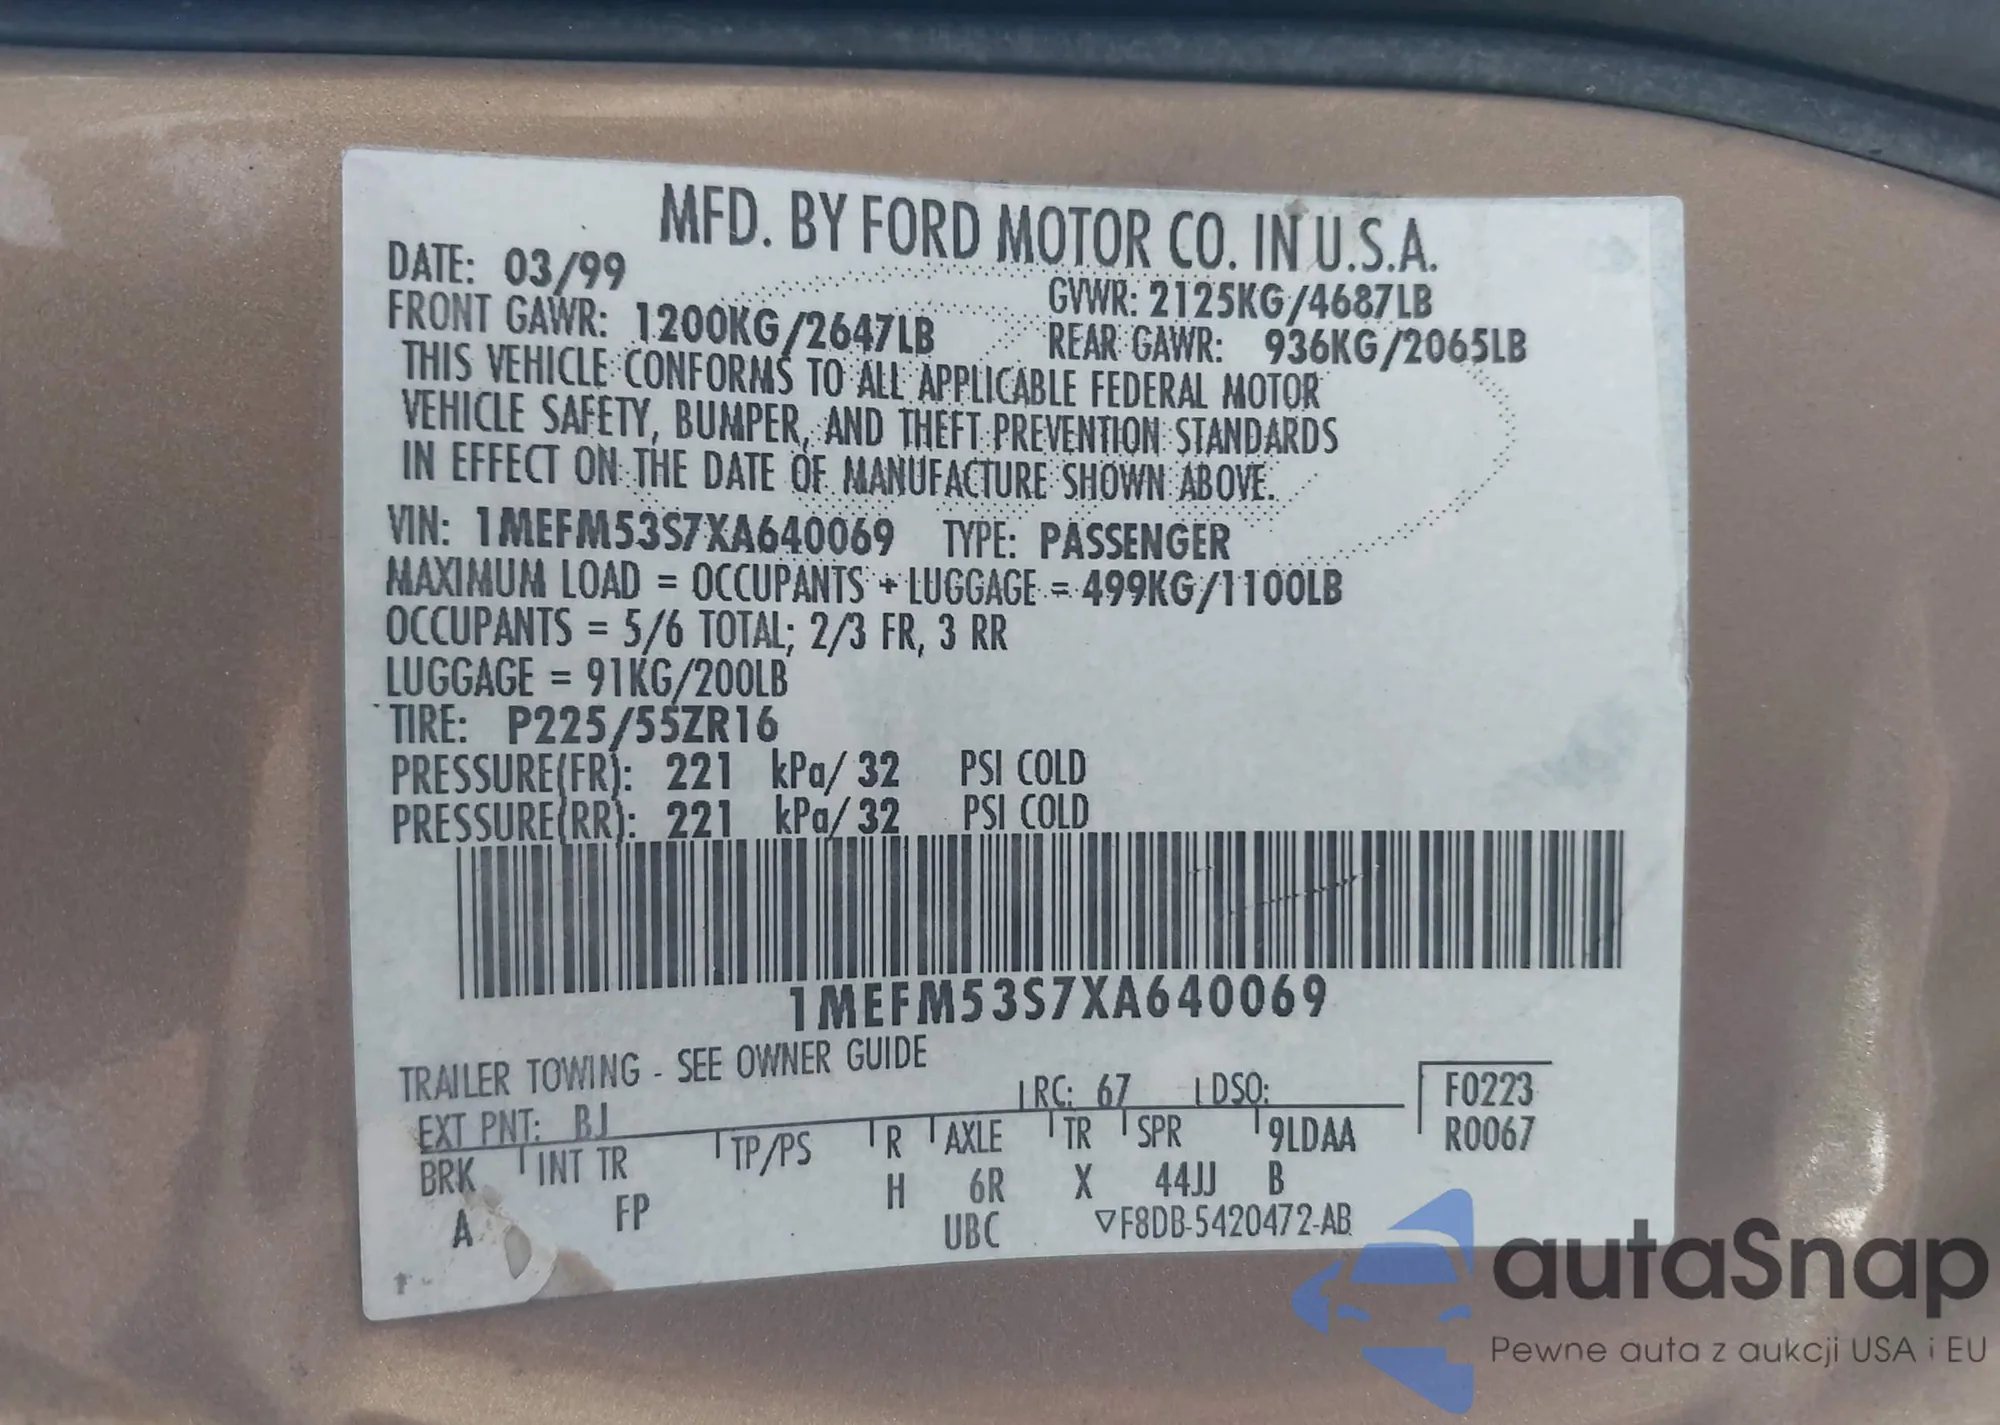 MFD. BY FORD MOTOR CO. IN U.S.A.
DATE: 03/99
GVWR: 2125KG/4687LB
FRONT GAWR: 1200KG/2647LB
REAR GAWR: 936KG/2065LB
THIS VEHICLE CONFORMS TO ALL APPLICABLE FEDERAL MOTOR
VEHICLE SAFETY, BUMPER, AND THEFT PREVENTION STANDARDS
IN EFFECT ON THE DATE OF MANUFACTURE SHOWN ABOVE.
VIN: 1MEFM53S7XA640069 TYPE: PASSENGER
MAXIMUM LOAD = OCCUPANTS + LUGGAGE = 499KG/1100LB
OCCUPANTS = 5/6 TOTAL; 2/3 FR, 3 RR
LUGGAGE = 91KG/200LB
TIRE: P225/55ZR16
PRESSURE(FR): 221 kPa/ 32 PSI COLD
PRESSURE(RR): 221 kPa/ 32 PSI COLD
1MEFM53S7XA640069
TRAILER TOWING - SEE OWNER GUIDE
EXT PNT: BJ RC: 67 DSO: F0223
BRK INT TR TP/PS R AXLE TR SPR 9LDAA R0067
A FP H 6R X 44JJ B
UBC ▽F8DB-5420472-AB
autaSnap
Pewne auta z aukcji USA i EU